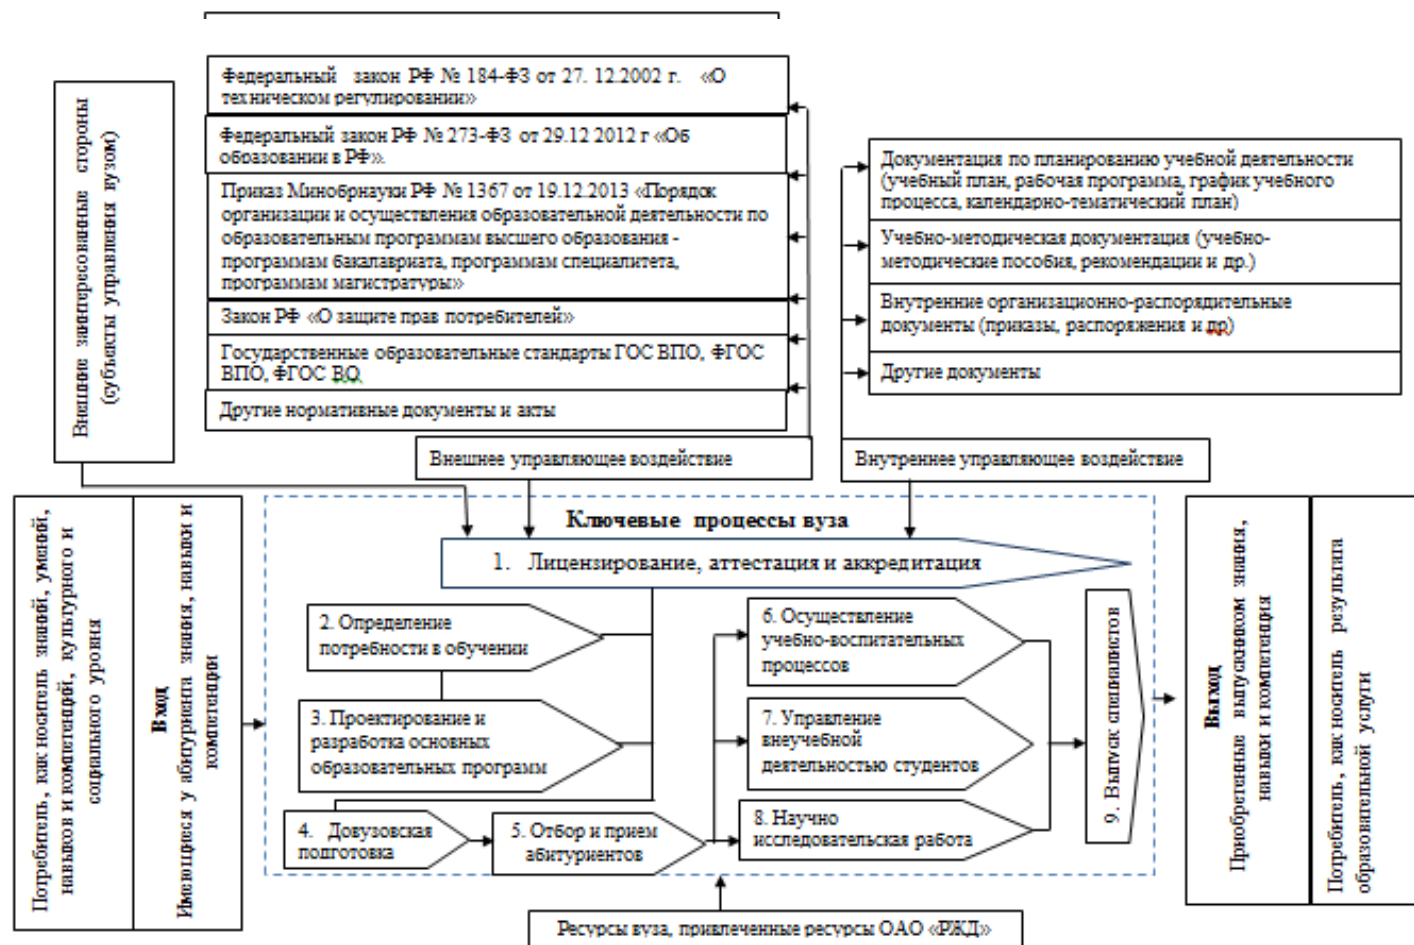 Федеральный закон РФ № 184-ФЗ от 27. 12.2002 г. «О
техническом регулировании»
Федеральный закон РФ № 273-ФЗ от 29.12 2012 г «Об
образовании в РФ».
Приказ Минобрнауки РФ № 1367 от 19.12.2013 «Порядок
организации и осуществления образовательной деятельности по
образовательным программам высшего образования -
программам бакалавриата, программам специалитета,
программам магистратуры»
Закон РФ «О защите прав потребителей»
Государственные образовательные стандарты ГОС ВПО, ФГОС
ВПО, ФГОС ВО
Другие нормативные документы и акты
Внешние заинтересованные стороны
(субъекты управления вузом)
Документация по планированию учебной деятельности
(учебный план, рабочая программа, график учебного
процесса, календарно-тематический план)
Учебно-методическая документация (учебно-
методические пособия, рекомендации и др.)
Внутренние организационно-распорядительные
документы (приказы, распоряжения и др)
Другие документы
Внешнее управляющее воздействие
Внутреннее управляющее воздействие
Потребитель, как носитель знаний, умений,
навыков и компетенций, культурного и
социального уровня
Вход
Имеющиеся у абитуриента знания, навыки и
компетенции
Ключевые процессы вуза
1. Лицензирование, аттестация и аккредитация
2. Определение
потребности в обучении
3. Проектирование и
разработка основных
образовательных программ
4. Довузовская
подготовка
5. Отбор и прием
абитуриентов
6. Осуществление
учебно-воспитательных
процессов
7. Управление
внеучебной
деятельностью студентов
8. Научно
исследовательская работа
9. Выпуск специалистов
Выход
Приобретенные выпускником знания,
навыки и компетенция
Потребитель, как носитель результата
образовательной услуги
Ресурсы вуза, привлеченные ресурсы ОАО «РЖД»